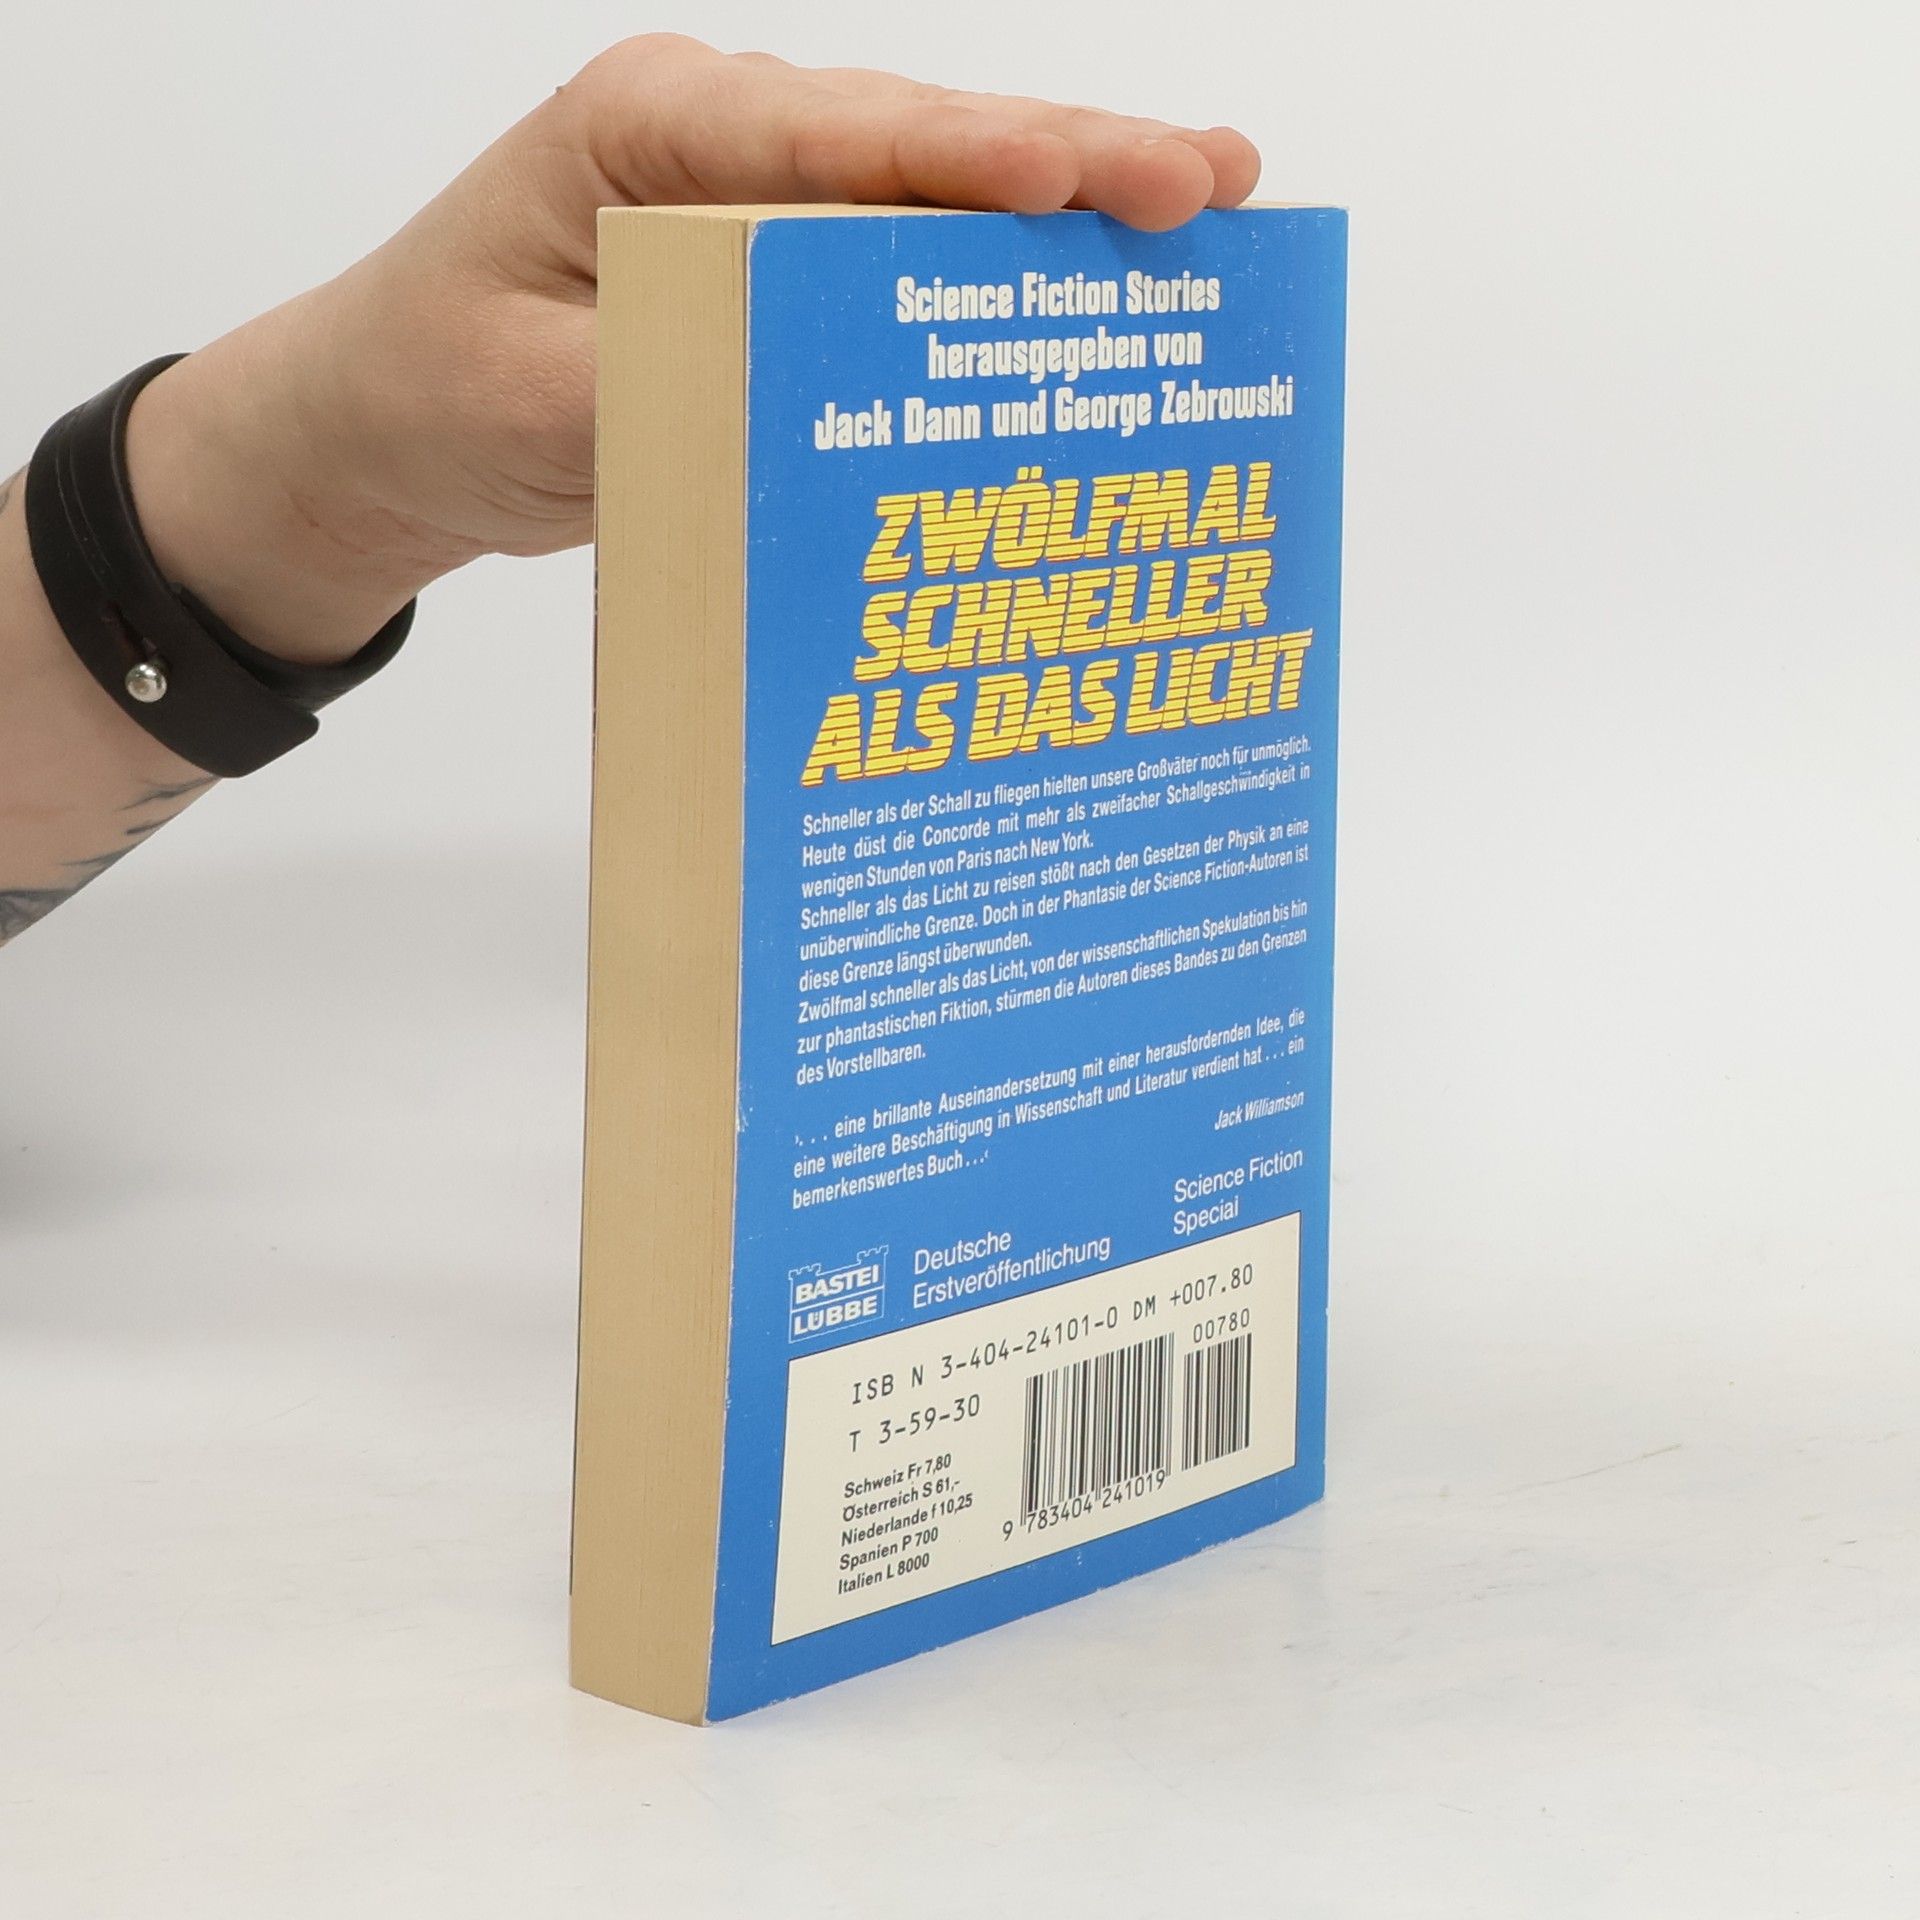 Science Fiction Stories
herausgegeben von
Jack Dann und George Zebrowski
ZWÖLFMAL
SCHNELLER
ALS DAS LICHT
Schneller als der Schall zu fliegen hielten unsere Großväter noch für unmöglich.
Heute düst die Concorde mit mehr als zweifacher Schallgeschwindigkeit in
wenigen Stunden von Paris nach New York.
Schneller als das Licht zu reisen stößt nach den Gesetzen der Physik an eine
unüberwindliche Grenze. Doch in der Phantasie der Science Fiction-Autoren ist
diese Grenze längst überwunden.
Zwölfmal schneller als das Licht, von der wissenschaftlichen Spekulation bis hin
zur phantastischen Fiktion, stürmen die Autoren dieses Bandes zu den Grenzen
des Vorstellbaren.
›. . . eine brillante Auseinandersetzung mit einer herausfordernden Idee, die
eine weitere Beschäftigung in Wissenschaft und Literatur verdient hat . . . ein
bemerkenswertes Buch . . .‹
Jack Williamson
Science Fiction
Special
Deutsche
Erstveröffentlichung
BASTEI
LÜBBE
ISB N 3-404-24101-0 DM +007.80
00780
T 3-59-30
Schweiz Fr 7,80
Österreich S 61,-
Niederlande f 10,25
Spanien P 700
Italien L 8000
9 783404 241019